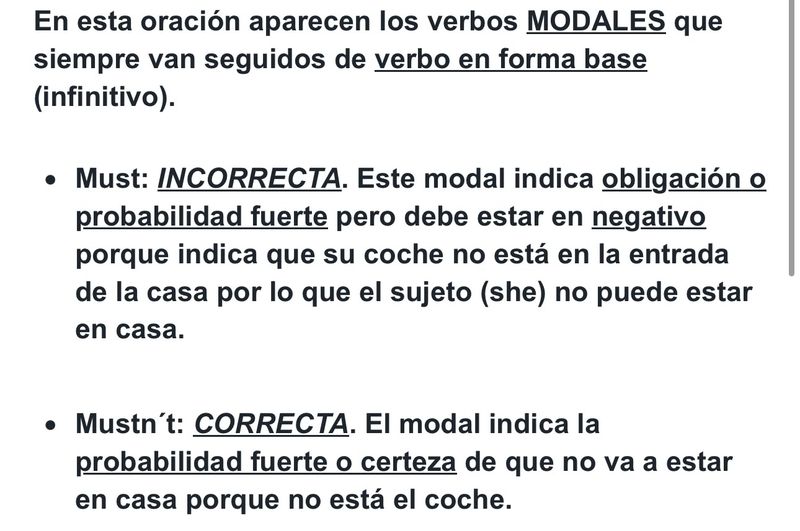 En esta oración aparecen los verbos MODALES que
siempre van seguidos de verbo en forma base
(infinitivo).
• Must: INCORRECTA. Este modal indica obligación o
probabilidad fuerte pero debe estar en negativo
porque indica que su coche no está en la entrada
de la casa por lo que el sujeto (she) no puede estar
en casa.
• Mustn´t: CORRECTA. El modal indica la
probabilidad fuerte o certeza de que no va a estar
en casa porque no está el coche.